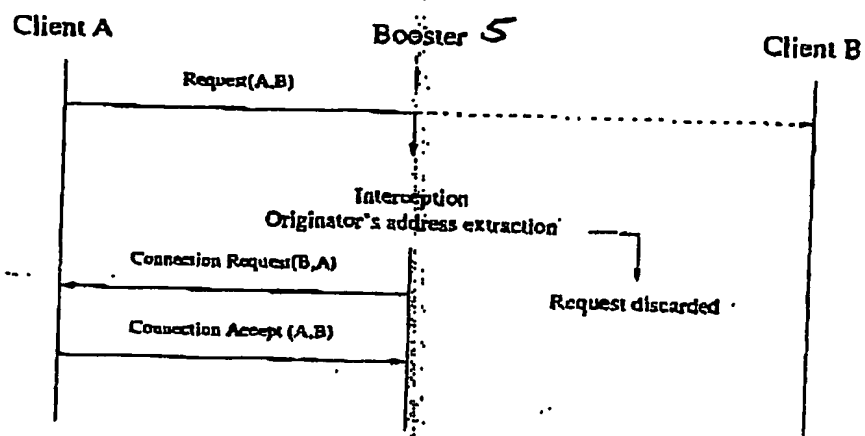 Client A
Booster 5
Client B
Request(A,B)
Interception
Originator's address extraction
Connection Request(B,A)
Request discarded
Connection Accept (A,B)